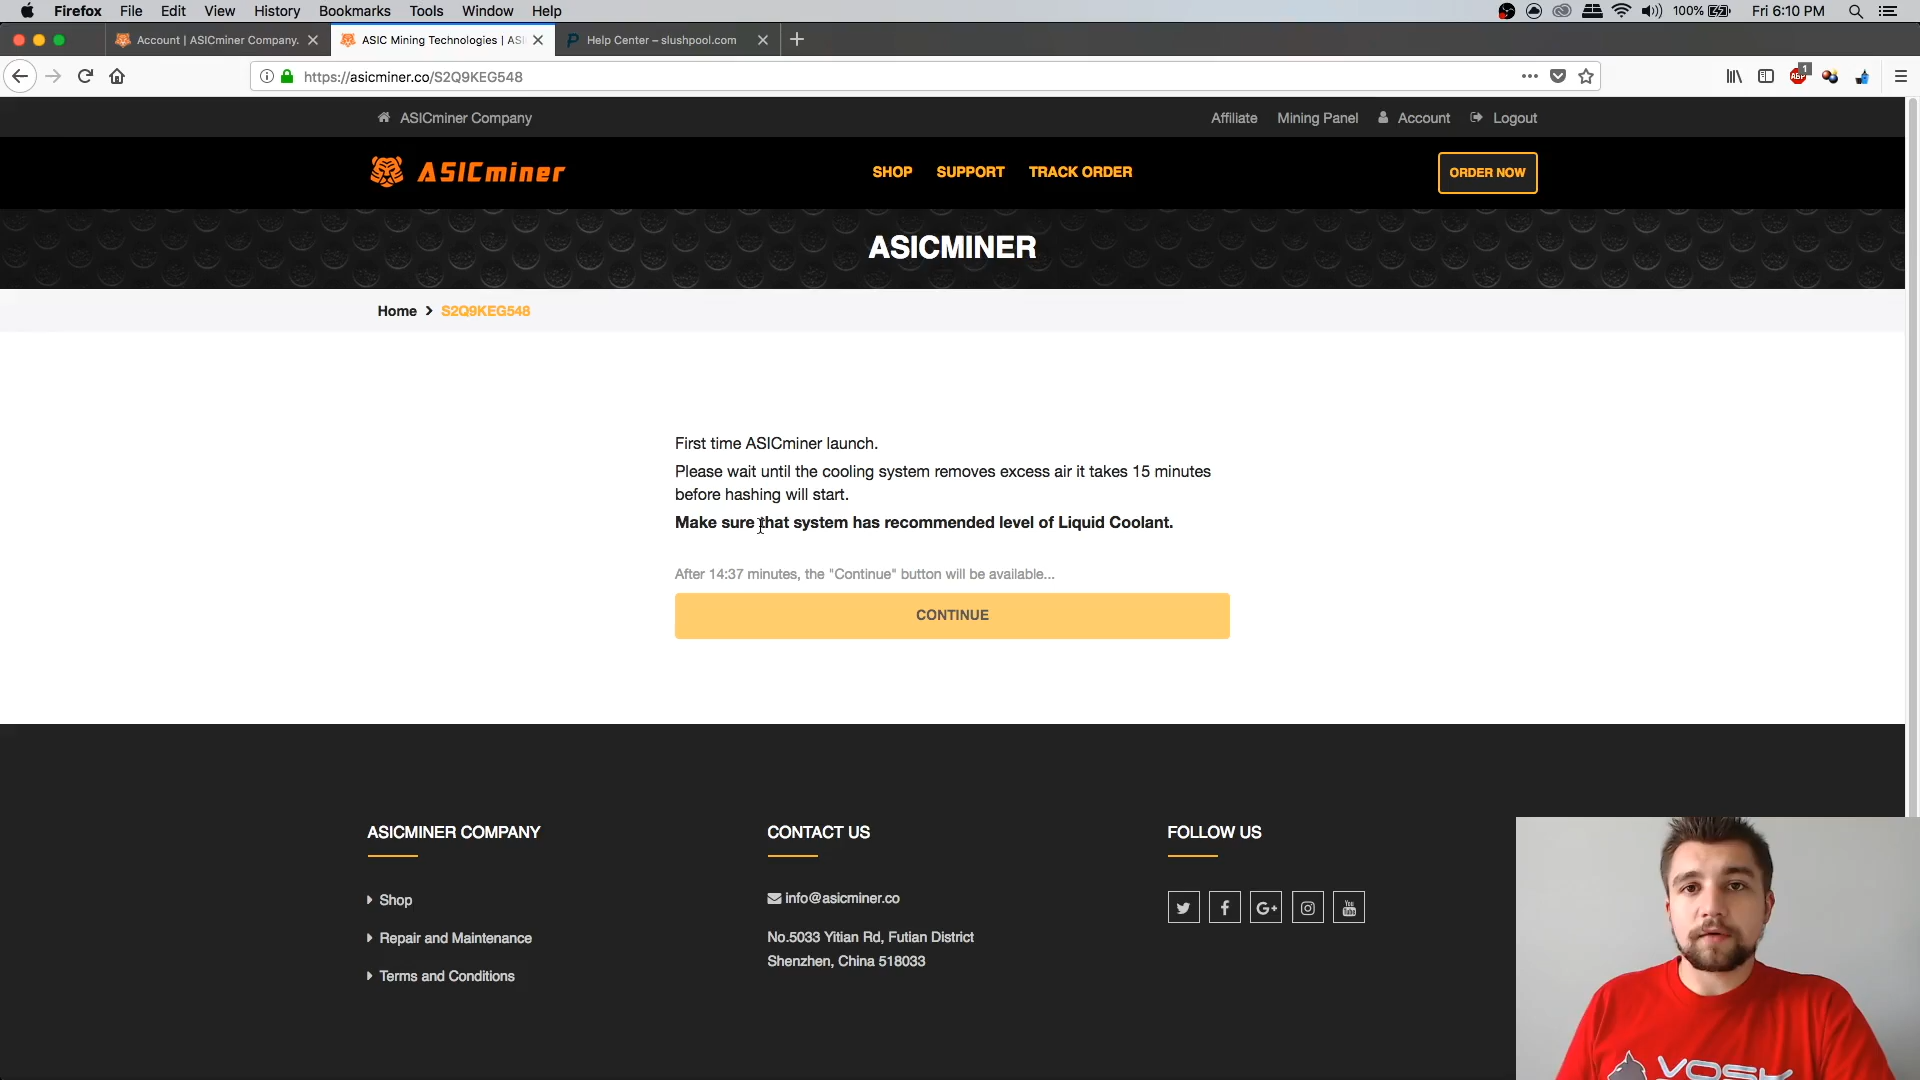 Firefox File Edit View History Bookmarks Tools Window Help 100% Fri 6:10 PM
Account | ASICminer Company. ASIC Mining Technologies | ASI Help Center – slushpool.com
https://asicminer.co/S2Q9KEG548 ABP 1
ASICminer Company Affiliate Mining Panel Account Logout
ASICminer SHOP SUPPORT TRACK ORDER ORDER NOW
ASICMINER
Home > S2Q9KEG548
First time ASICminer launch.
Please wait until the cooling system removes excess air it takes 15 minutes
before hashing will start.
Make sure that system has recommended level of Liquid Coolant.
After 14:37 minutes, the "Continue" button will be available...
CONTINUE
ASICMINER COMPANY
Shop
Repair and Maintenance
Terms and Conditions
CONTACT US
info@asicminer.co
No.5033 Yitian Rd, Futian District
Shenzhen, China 518033
FOLLOW US
G+ You Tube
VOSK